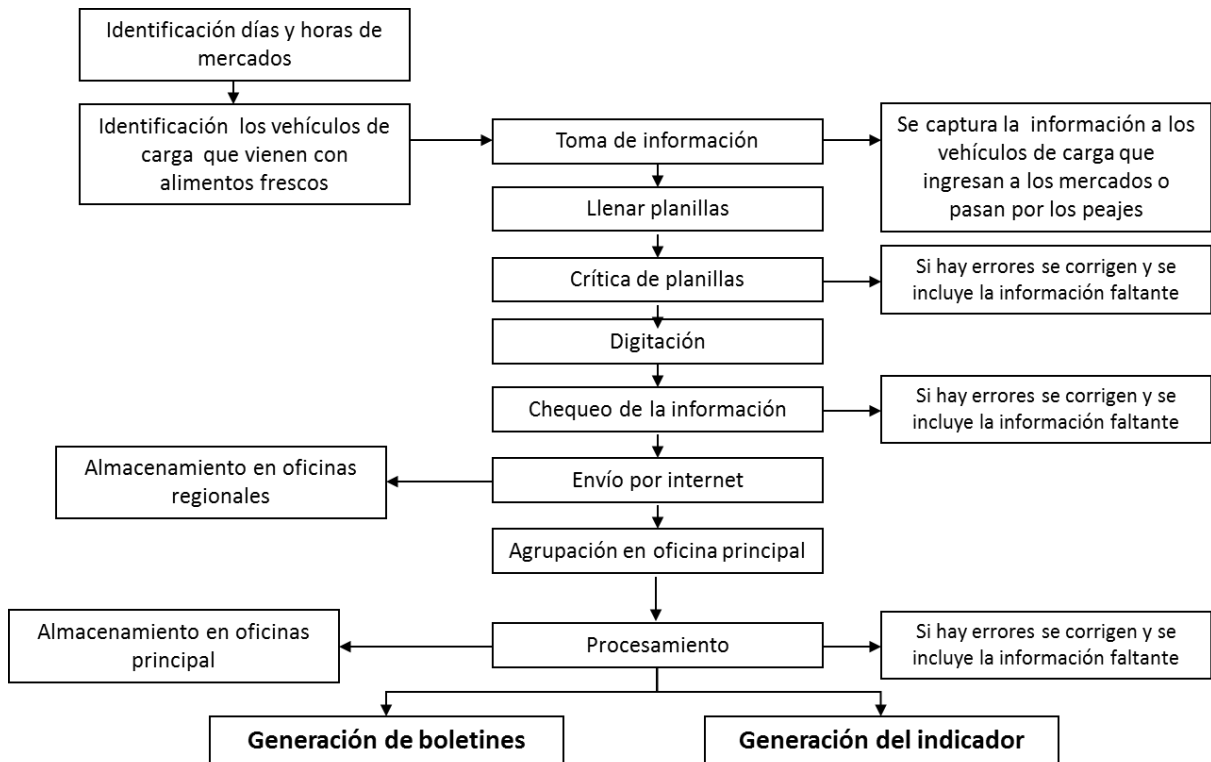 Identificación días y horas de
mercados
Identificación los vehículos de
carga que vienen con
alimentos frescos
Toma de información
Se captura la información a los
vehículos de carga que
ingresan a los mercados o
pasan por los peajes
Llenar planillas
Crítica de planillas
Si hay errores se corrigen y se
incluye la información faltante
Digitación
Chequeo de la información
Si hay errores se corrigen y se
incluye la información faltante
Almacenamiento en oficinas
regionales
Envío por internet
Agrupación en oficina principal
Almacenamiento en oficinas
principal
Procesamiento
Si hay errores se corrigen y se
incluye la información faltante
Generación de boletines
Generación del indicador